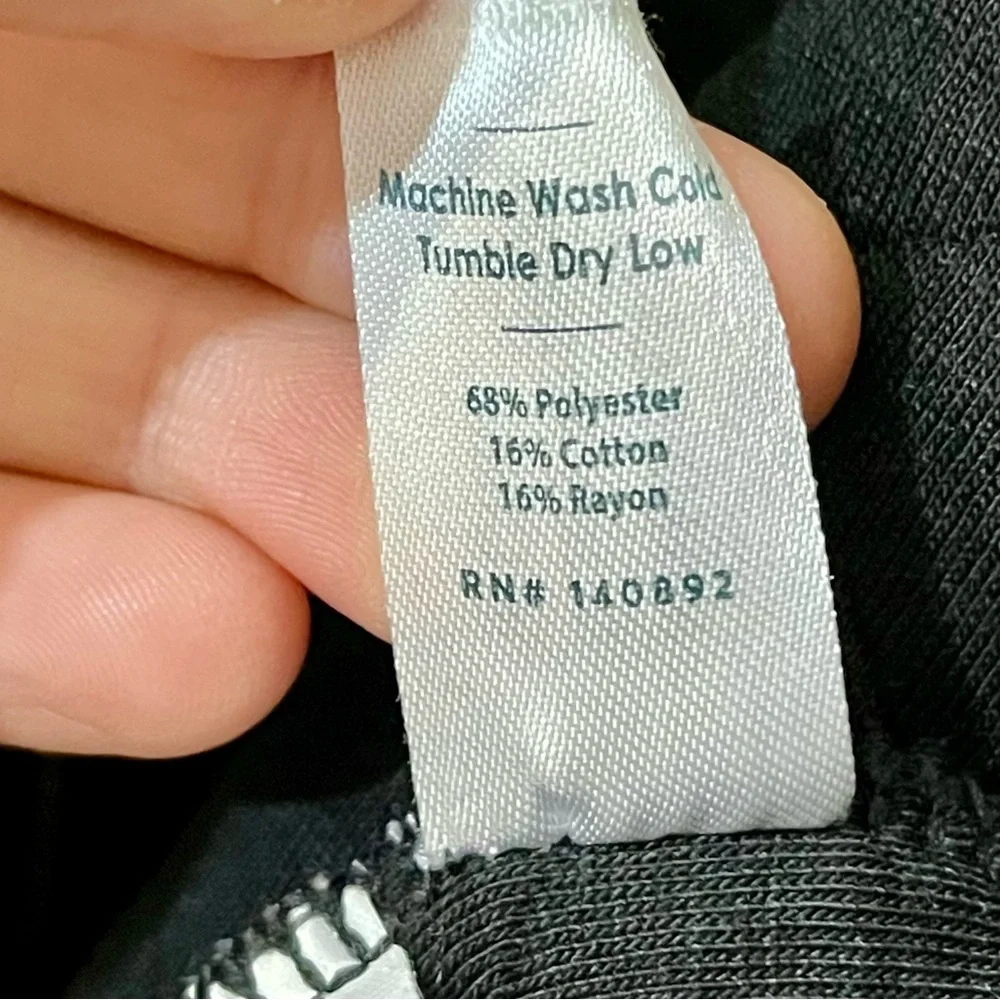 Machine Wash Cold
Tumble Dry Low
68% Polyester
16% Cotton
16% Rayon
RN# 140892